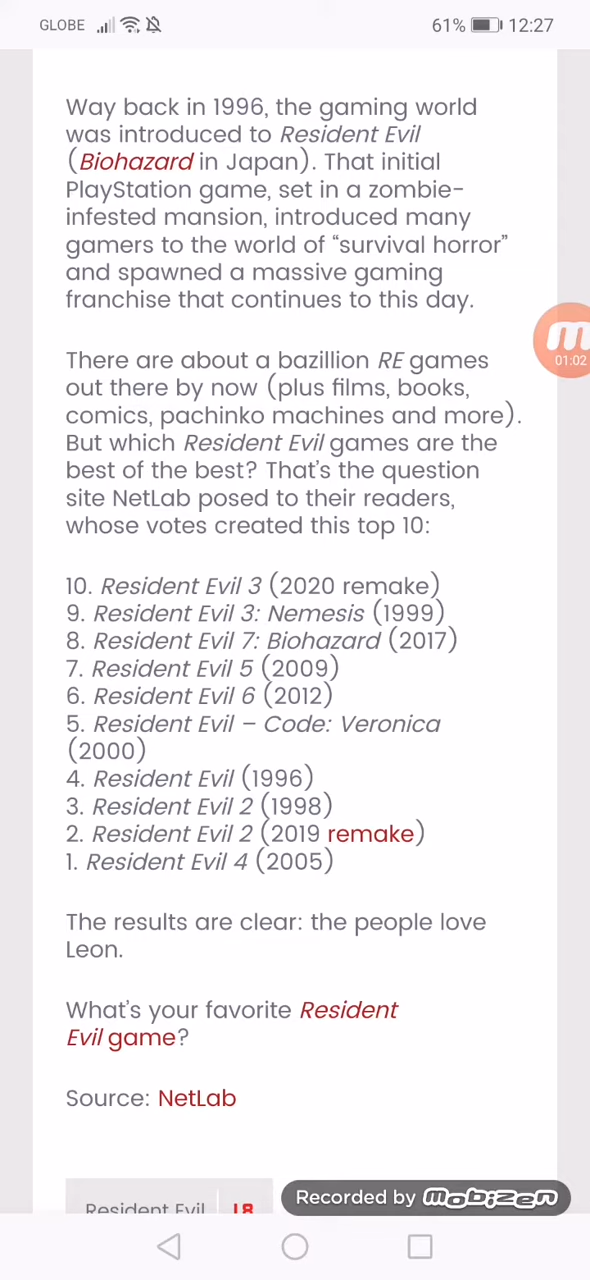 GLOBE 61% 12:27
Way back in 1996, the gaming world
was introduced to Resident Evil
(Biohazard in Japan). That initial
PlayStation game, set in a zombie-
infested mansion, introduced many
gamers to the world of “survival horror”
and spawned a massive gaming
franchise that continues to this day.
01:02
There are about a bazillion RE games
out there by now (plus films, books,
comics, pachinko machines and more).
But which Resident Evil games are the
best of the best? That’s the question
site NetLab posed to their readers,
whose votes created this top 10:
10. Resident Evil 3 (2020 remake)
9. Resident Evil 3: Nemesis (1999)
8. Resident Evil 7: Biohazard (2017)
7. Resident Evil 5 (2009)
6. Resident Evil 6 (2012)
5. Resident Evil – Code: Veronica
(2000)
4. Resident Evil (1996)
3. Resident Evil 2 (1998)
2. Resident Evil 2 (2019 remake)
1. Resident Evil 4 (2005)
The results are clear: the people love
Leon.
What’s your favorite Resident
Evil game?
Source: NetLab
Resident Evil 18
Recorded by mobizen